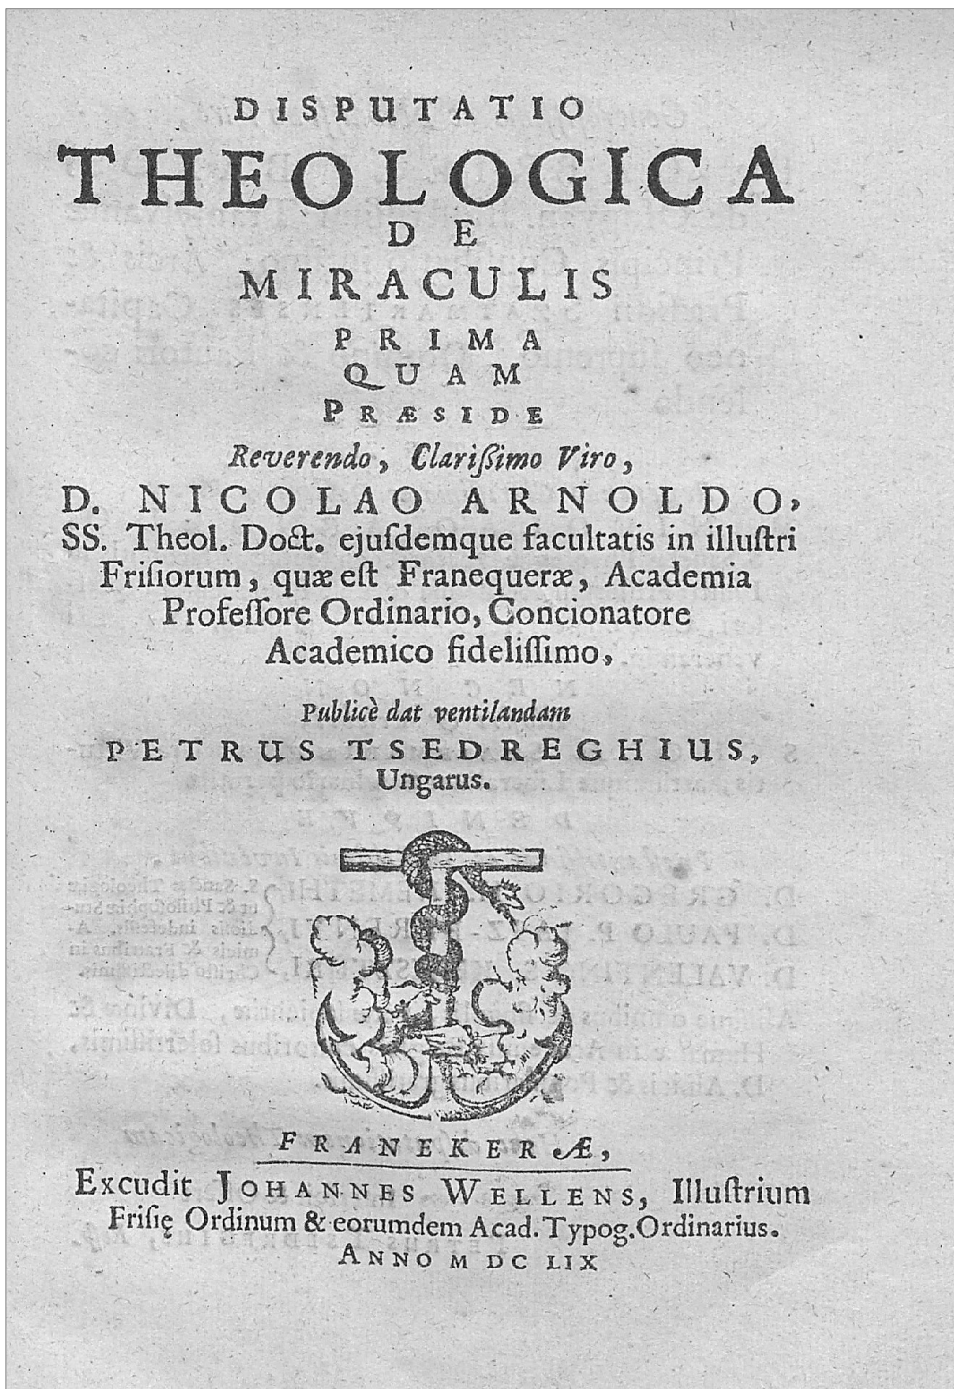 DISPUTATIO
THEOLOGICA
DE
MIRACULIS
PRIMA
QUAM
PRÆSIDE
Reverendo, Clarißimo Viro,
D. NICOLAO ARNOLDO,
SS. Theol. Doct. ejuſdemque facultatis in illuſtri
Friſiorum, quæ eſt Franequeræ, Academia
Profeſſore Ordinario, Concionatore
Academico fideliſſimo,
Publicè dat ventilandam
PETRUS TSEDREGHIUS,
Ungarus.
FRANEKERÆ,
Excudit JOHANNES WELLENS, Illuſtrium
Friſię Ordinum & eorumdem Acad. Typog. Ordinarius.
ANNO M DC LIX